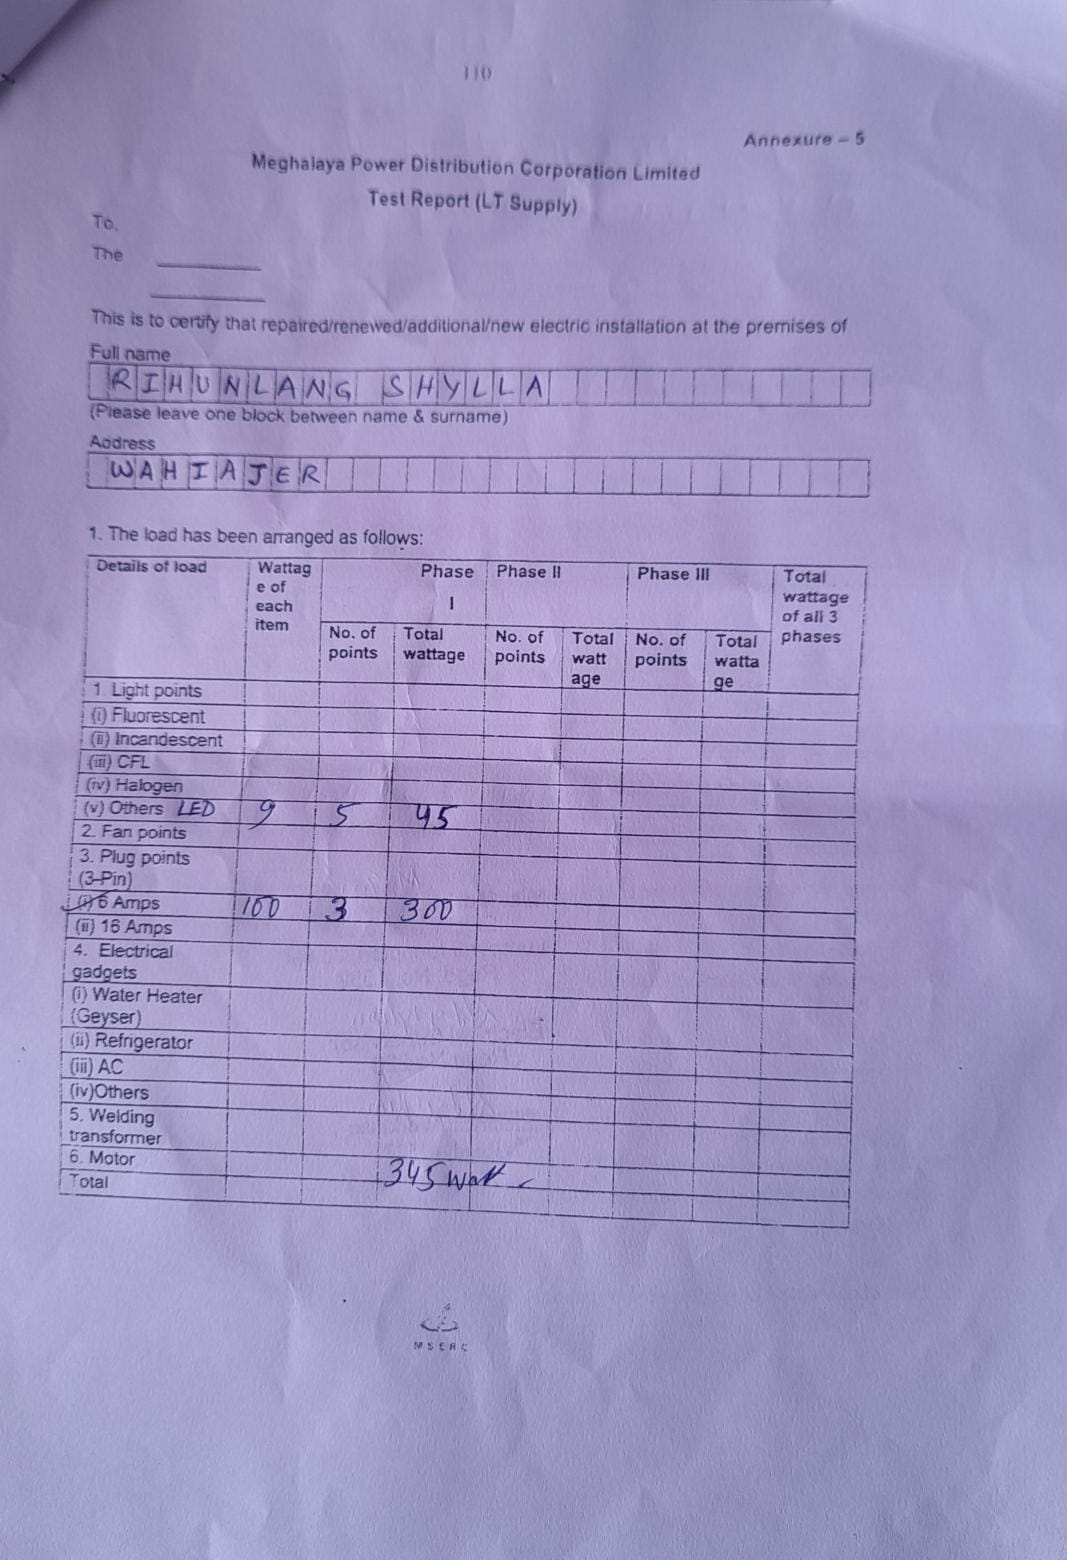 110
Annexure – 5
Meghalaya Power Distribution Corporation Limited
Test Report (LT Supply)
To,
The
This is to certify that repaired/renewed/additional/new electric installation at the premises of
Full name
RIHUNLANG SHYLLA
(Please leave one block between name & surname)
Address
WAHIAJER
1. The load has been arranged as follows:
Details of load Wattag e of each item Phase I Phase II Phase III Total wattage of all 3 phases
No. of points Total wattage No. of points Total watt age No. of points Total watta ge
1. Light points
(i) Fluorescent
(ii) Incandescent
(iii) CFL
(iv) Halogen
(v) Others LED 9 5 45
2. Fan points
3. Plug points
(3-Pin)
(i) 6 Amps 100 3 300
(ii) 16 Amps
4. Electrical
gadgets
(i) Water Heater
(Geyser)
(ii) Refrigerator
(iii) AC
(iv)Others
5. Welding
transformer
6. Motor
Total 345 Watt
MSERC